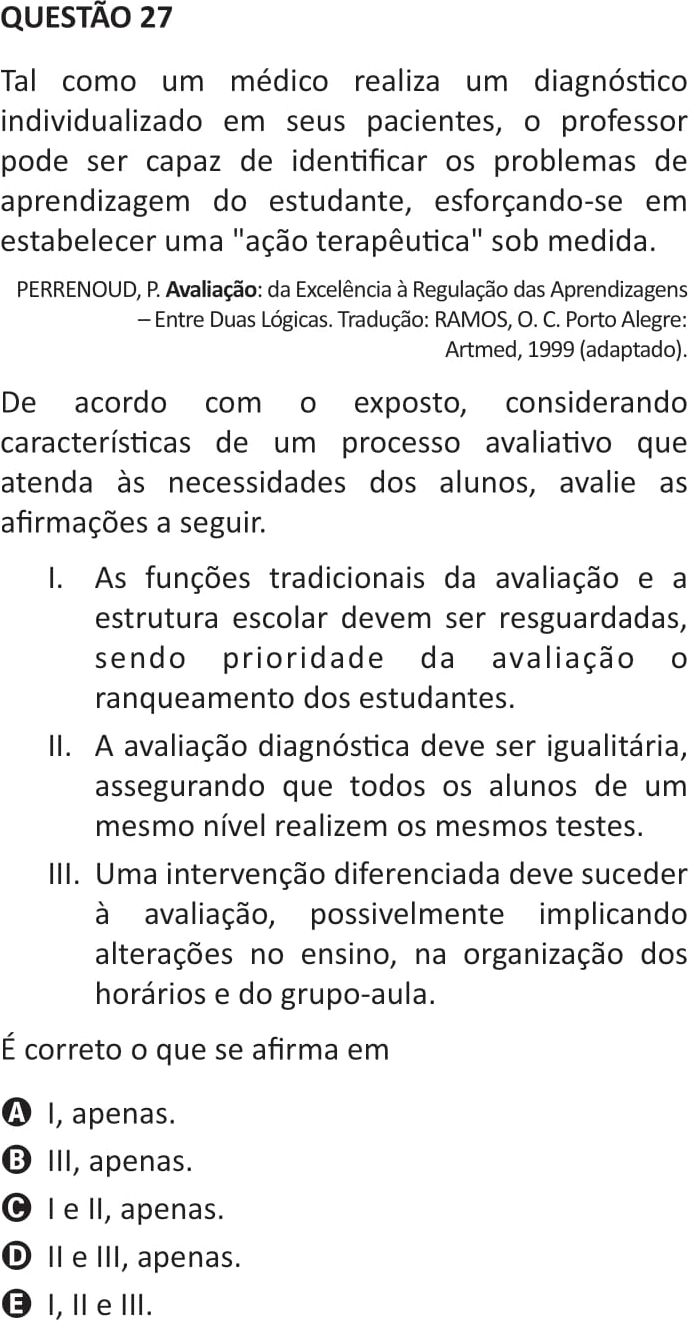 QUESTÃO 27
Tal como um médico realiza um diagnóstico
individualizado em seus pacientes, o professor
pode ser capaz de identificar os problemas de
aprendizagem do estudante, esforçando-se em
estabelecer uma "ação terapêutica" sob medida.
PERRENOUD, P. Avaliação: da Excelência à Regulação das Aprendizagens
– Entre Duas Lógicas. Tradução: RAMOS, O. C. Porto Alegre:
Artmed, 1999 (adaptado).
De acordo com o exposto, considerando
características de um processo avaliativo que
atenda às necessidades dos alunos, avalie as
afirmações a seguir.
I. As funções tradicionais da avaliação e a
estrutura escolar devem ser resguardadas,
sendo prioridade da avaliação o
ranqueamento dos estudantes.
II. A avaliação diagnóstica deve ser igualitária,
assegurando que todos os alunos de um
mesmo nível realizem os mesmos testes.
III. Uma intervenção diferenciada deve suceder
à avaliação, possivelmente implicando
alterações no ensino, na organização dos
horários e do grupo-aula.
É correto o que se afirma em
A I, apenas.
B III, apenas.
C I e II, apenas.
D II e III, apenas.
E I, II e III.